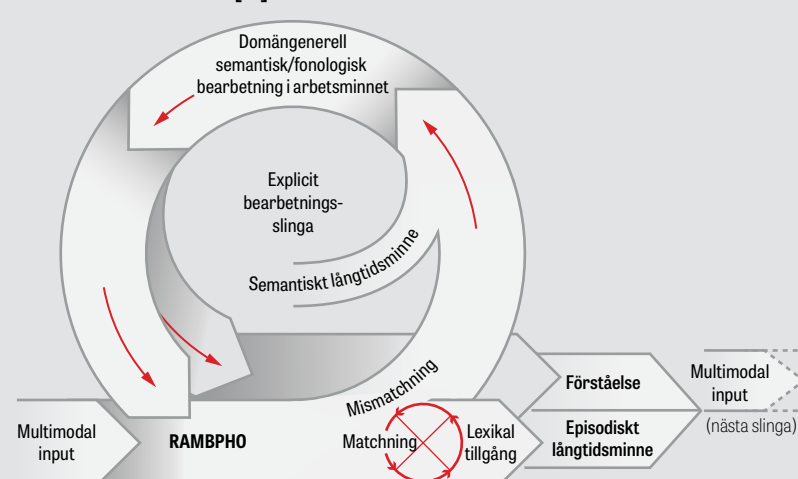 Domängenerell
semantisk/fonologisk
bearbetning i arbetsminnet
Explicit
bearbetnings-
slinga
Semantiskt långtidsminne
Mismatchning
Multimodal
input
RAMBPHO
Matchning
Lexikal
tillgång
Förståelse
Episodiskt
långtidsminne
Multimodal
input
(nästa slinga)